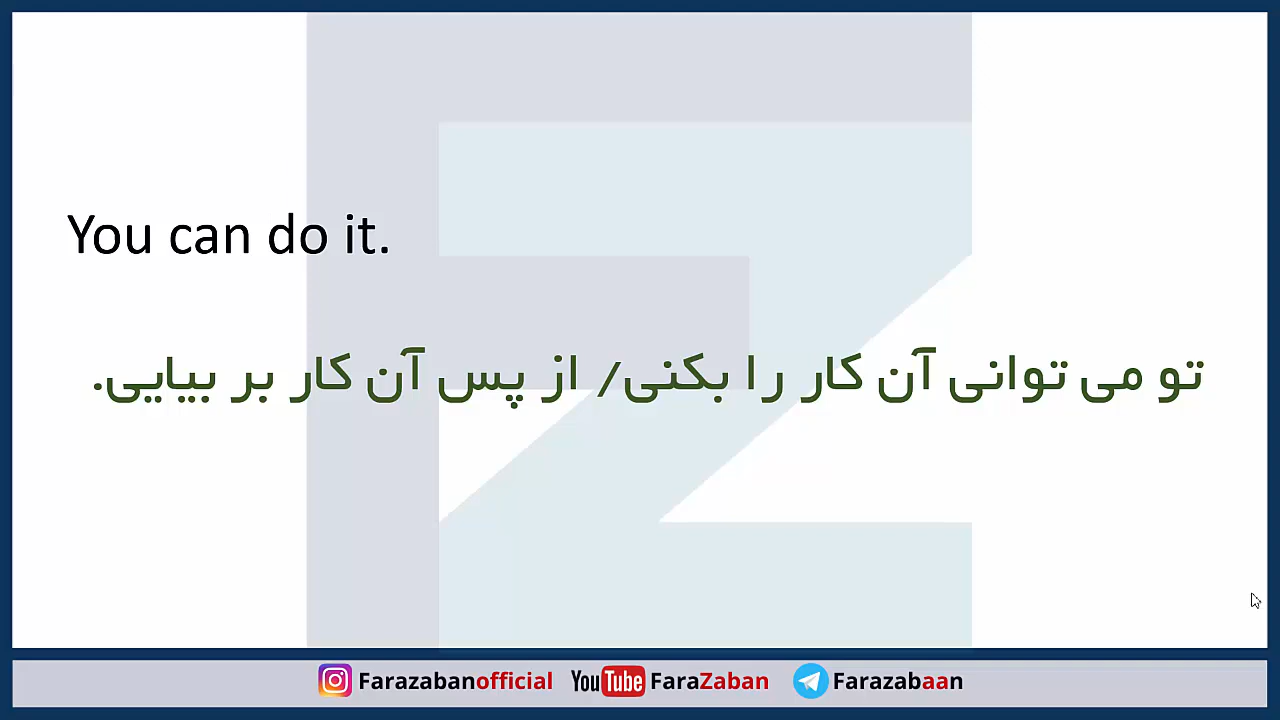 You can do it.
تو می توانی آن کار را بکنی/ از پس آن کار بر بیایی.
Farazabanofficial YouTube FaraZaban Farazabaan